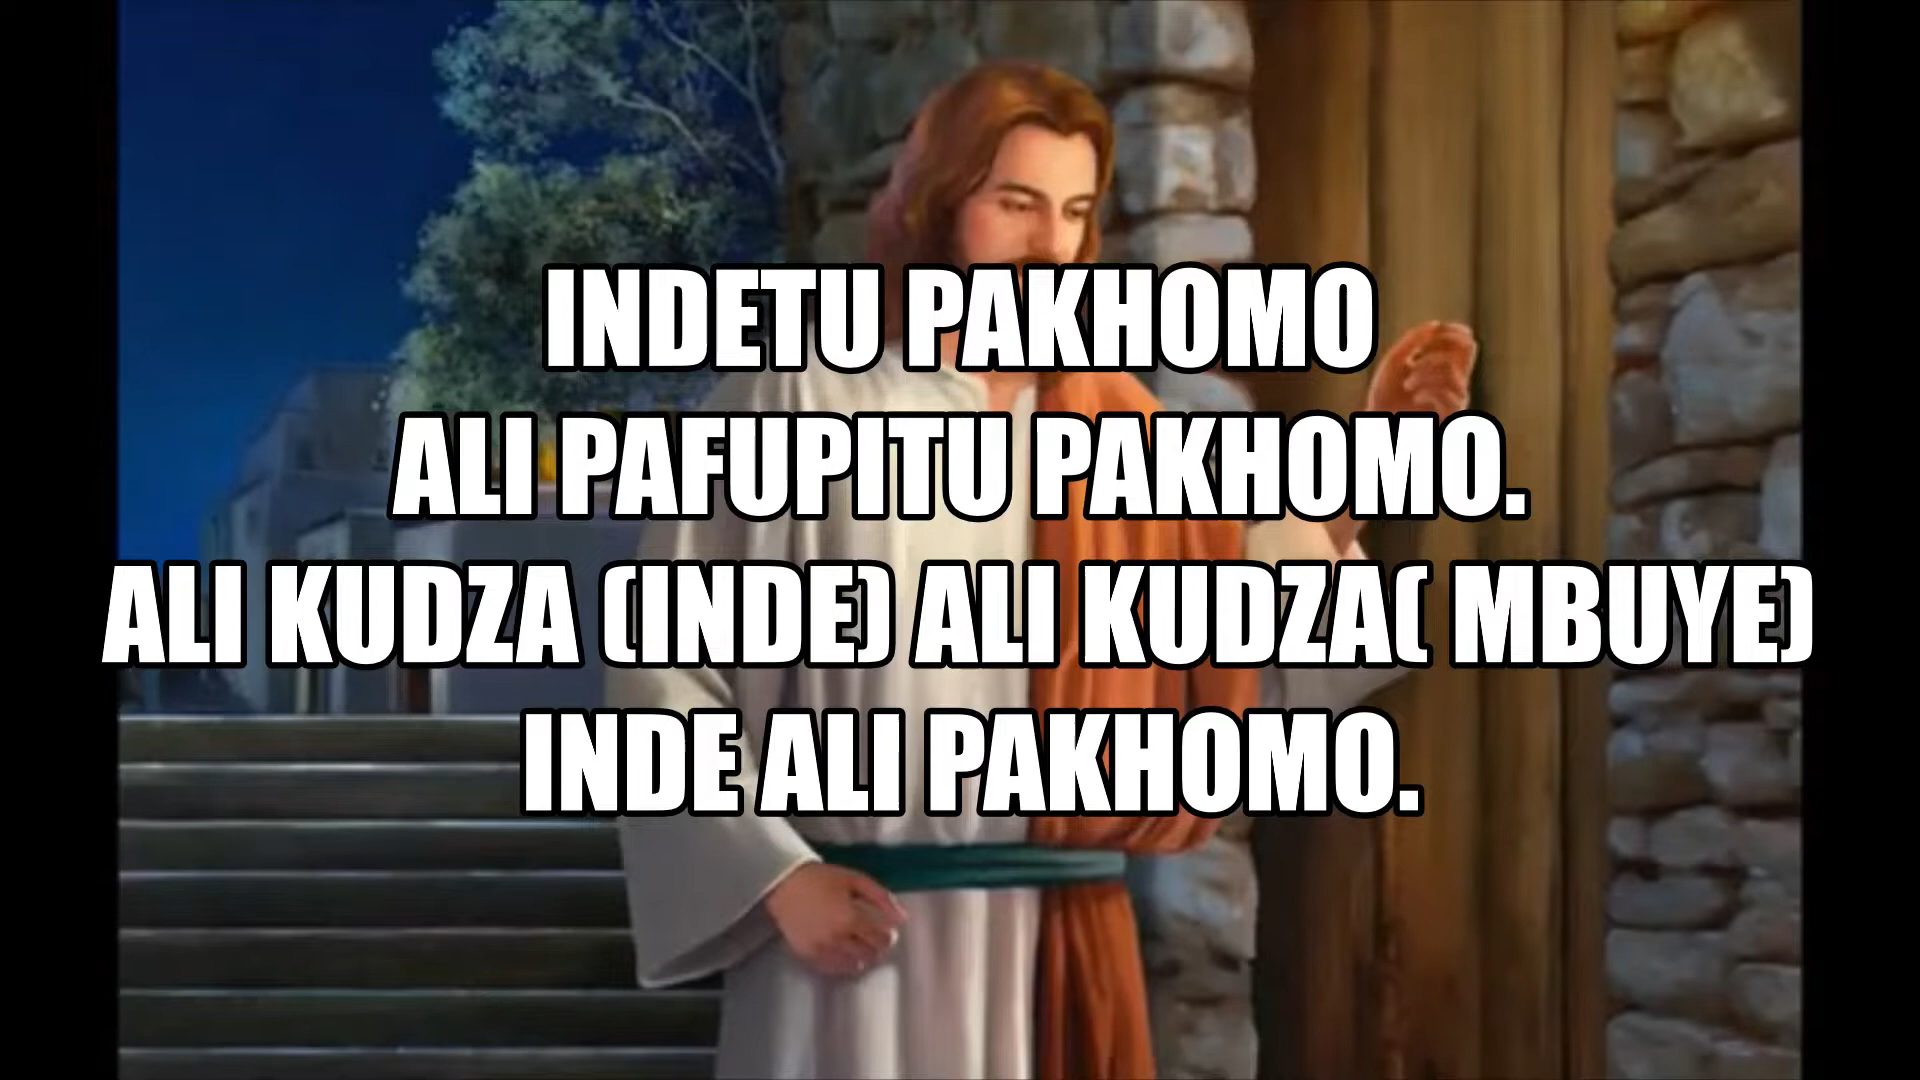 INDETU PAKHOMO
ALI PAFUPITU PAKHOMO.
ALI KUDZA (INDE) ALI KUDZA( MBUYE)
INDE ALI PAKHOMO.